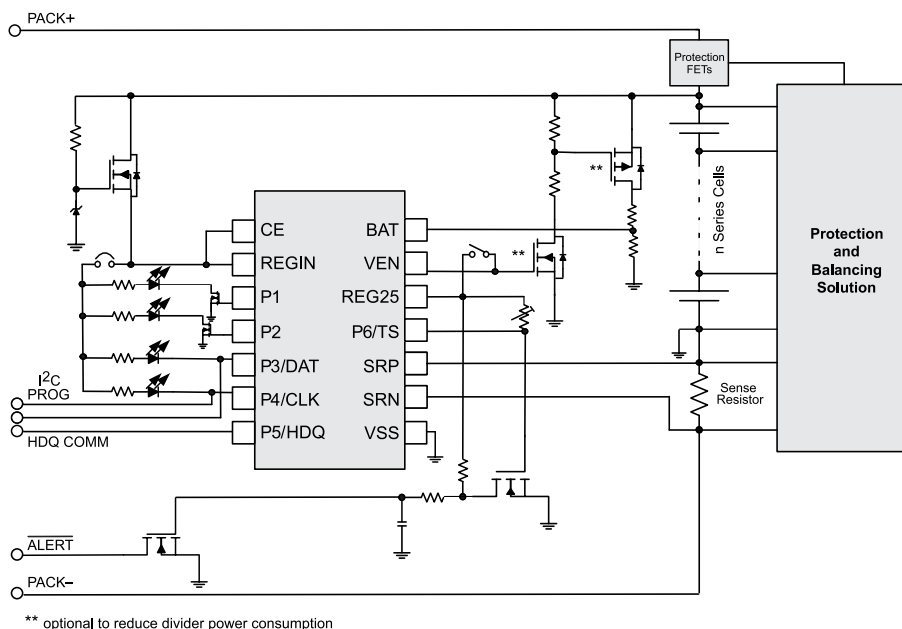 PACK+
Protection
FETs
**
CE
REGIN
P1
P2
P3/DAT
P4/CLK
P5/HDQ
BAT
VEN
REG25
P6/TS
SRP
SRN
VSS
**
n Series Cells
Protection
and
Balancing
Solution
I²C
PROG
HDQ COMM
Sense
Resistor
ALERT
PACK–
** optional to reduce divider power consumption